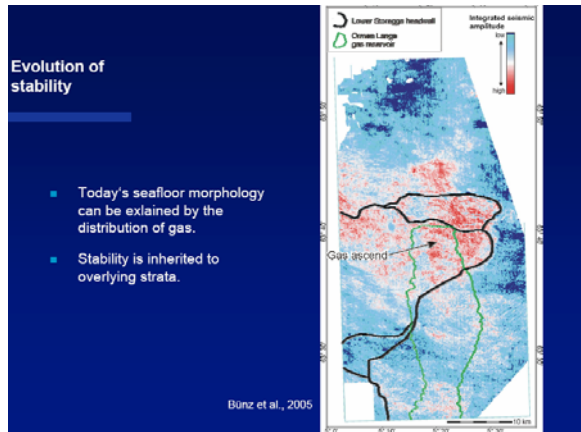 Evolution of
stability
Today's seafloor morphology
can be exlained by the
distribution of gas.
Stability is inherited to
overlying strata.
Bünz et al., 2005
Lower Storegga headwall
Ormen Lange
gas reservoir
Integrated seismic
amplitude
low
high
Gas ascend
10 km